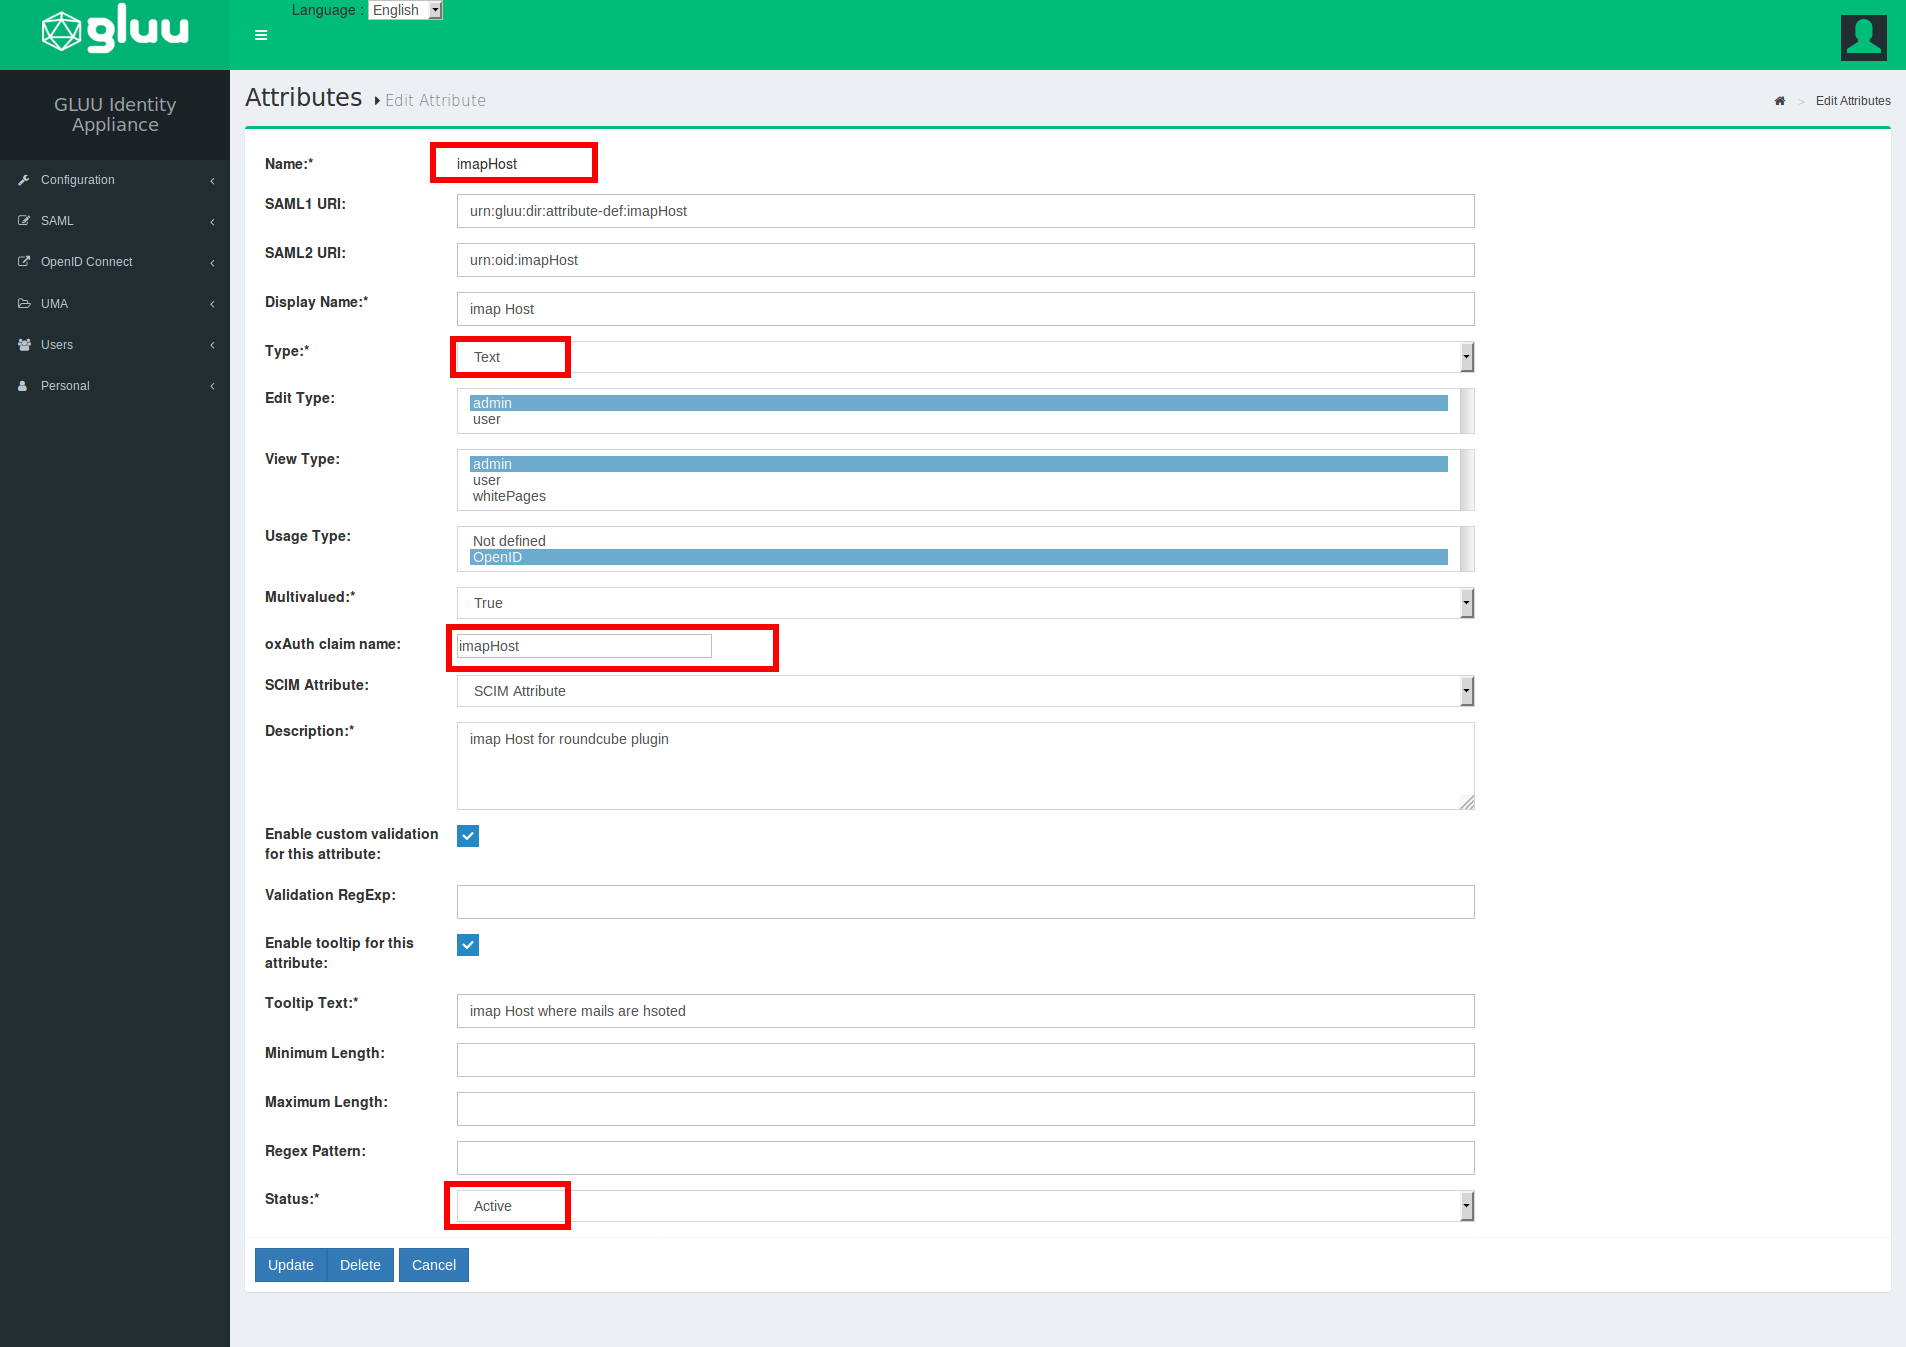 gluu
Language : English
GLUU Identity
Appliance
Configuration
SAML
OpenID Connect
UMA
Users
Personal
Attributes Edit Attribute
> Edit Attributes
Name:* imapHost
SAML1 URI: urn:gluu:dir:attribute-def:imapHost
SAML2 URI: urn:oid:imapHost
Display Name:* imap Host
Type:* Text
Edit Type: admin
user
View Type: admin
user
whitePages
Usage Type: Not defined
OpenID
Multivalued:* True
oxAuth claim name: imapHost
SCIM Attribute: SCIM Attribute
Description:* imap Host for roundcube plugin
Enable custom validation
for this attribute:
Validation RegExp:
Enable tooltip for this
attribute:
Tooltip Text:* imap Host where mails are hsoted
Minimum Length:
Maximum Length:
Regex Pattern:
Status:* Active
Update Delete Cancel